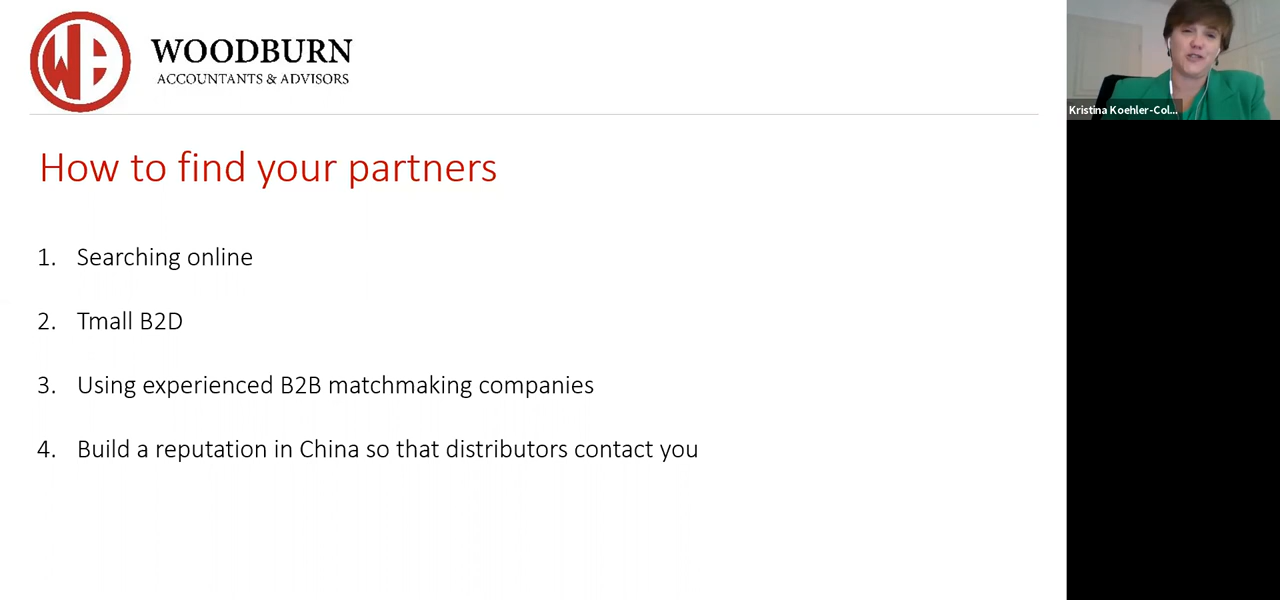 WB
WOODBURN
ACCOUNTANTS & ADVISORS
Kristina Koehler-Col...
How to find your partners
1. Searching online
2. Tmall B2D
3. Using experienced B2B matchmaking companies
4. Build a reputation in China so that distributors contact you